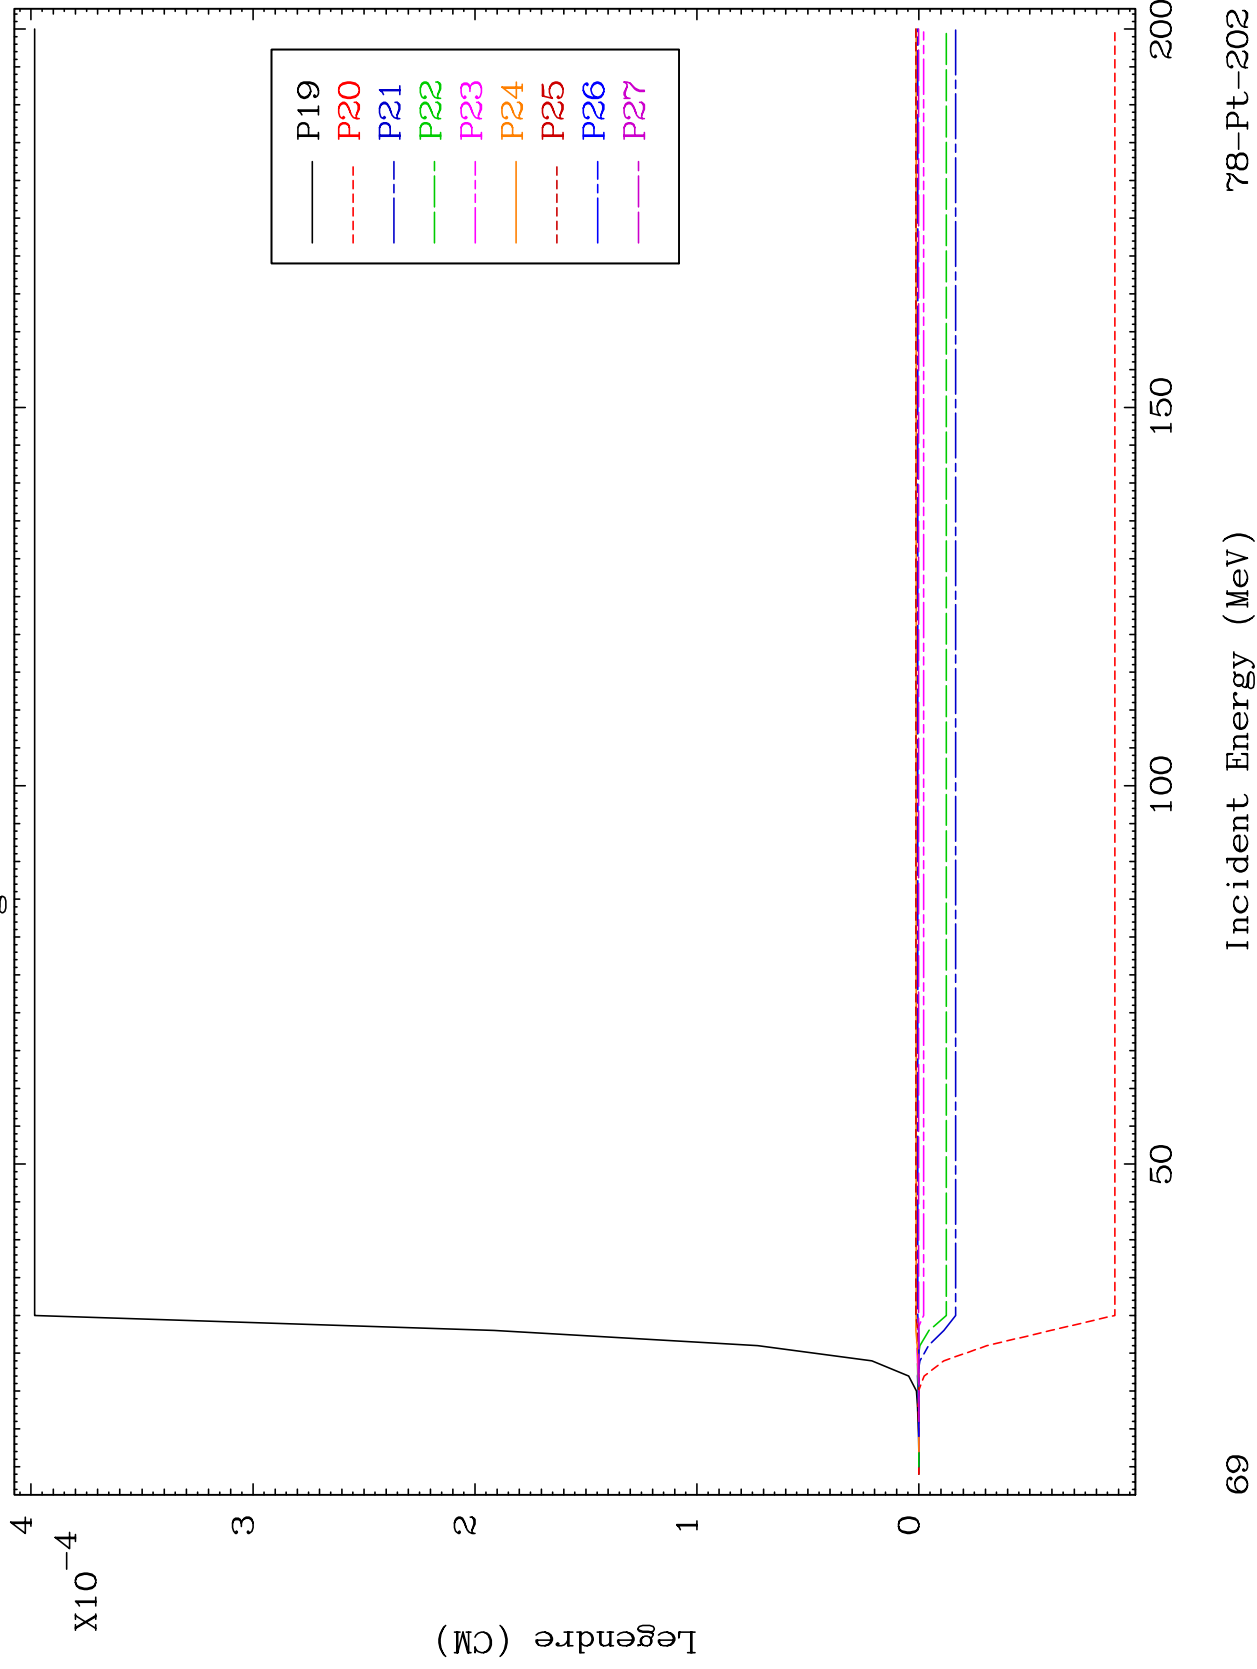 X10-4
4
3
2
1
0
Legendre (CM)
P19
P20
P21
P22
P23
P24
P25
P26
P27
50
100
150
200
Incident Energy (MeV)
69
78-Pt-202